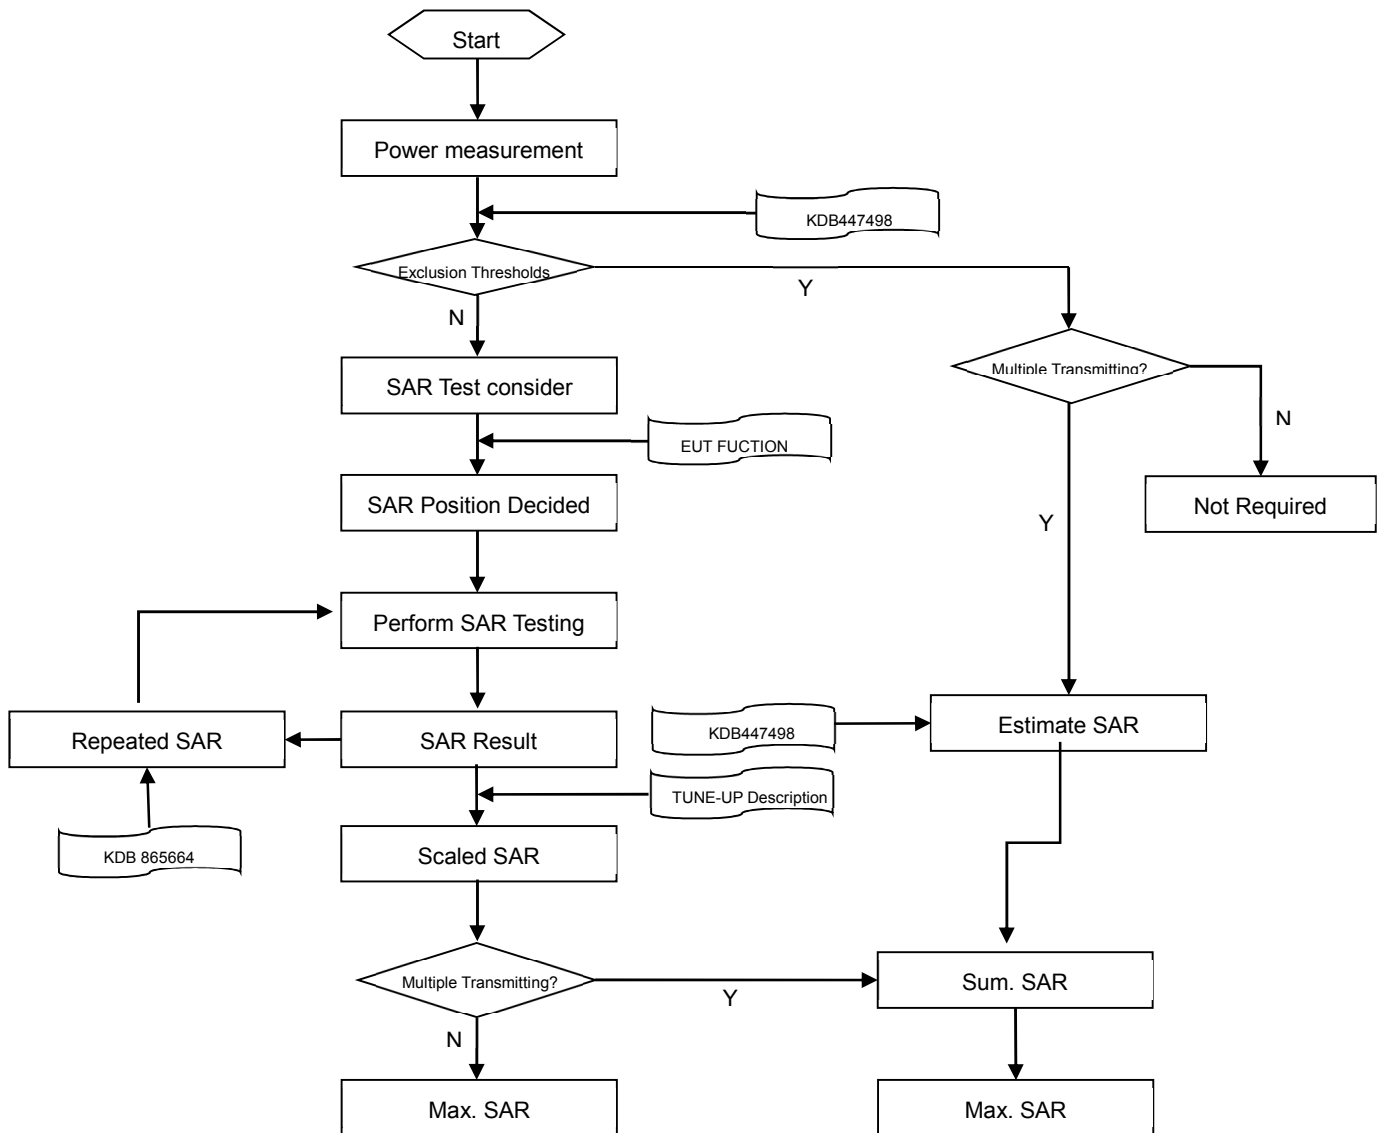 Start
Power measurement
KDB447498
Exclusion Thresholds
Y
N
Multiple Transmitting?
SAR Test consider
N
EUT FUCTION
SAR Position Decided
Not Required
Y
Perform SAR Testing
Repeated SAR
SAR Result
KDB447498
Estimate SAR
TUNE-UP Description
KDB 865664
Scaled SAR
Multiple Transmitting?
Y
Sum. SAR
N
Max. SAR
Max. SAR